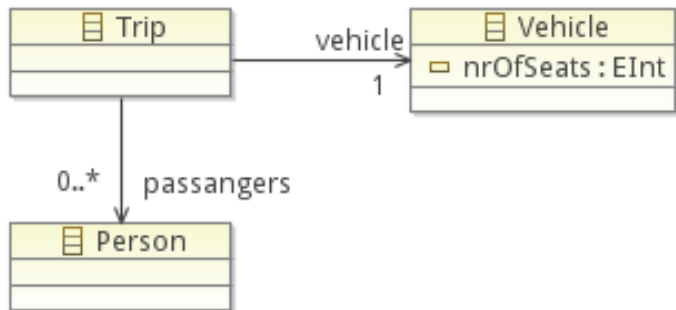 Trip
vehicle
1
Vehicle
nrOfSeats : EInt
0..*
passangers
Person